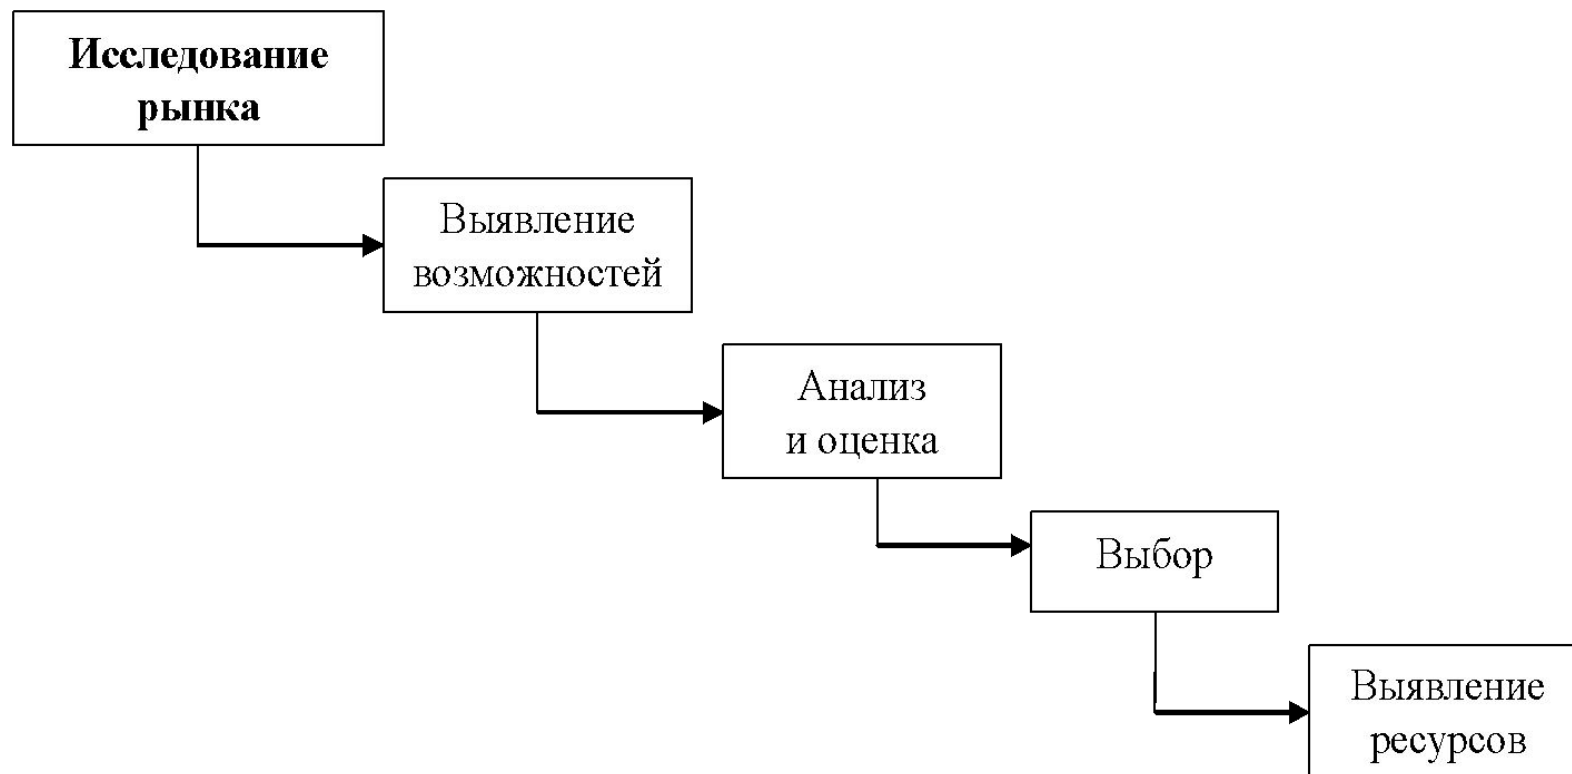 Исследование
рынка
Выявление
возможностей
Анализ
и оценка
Выбор
Выявление
ресурсов